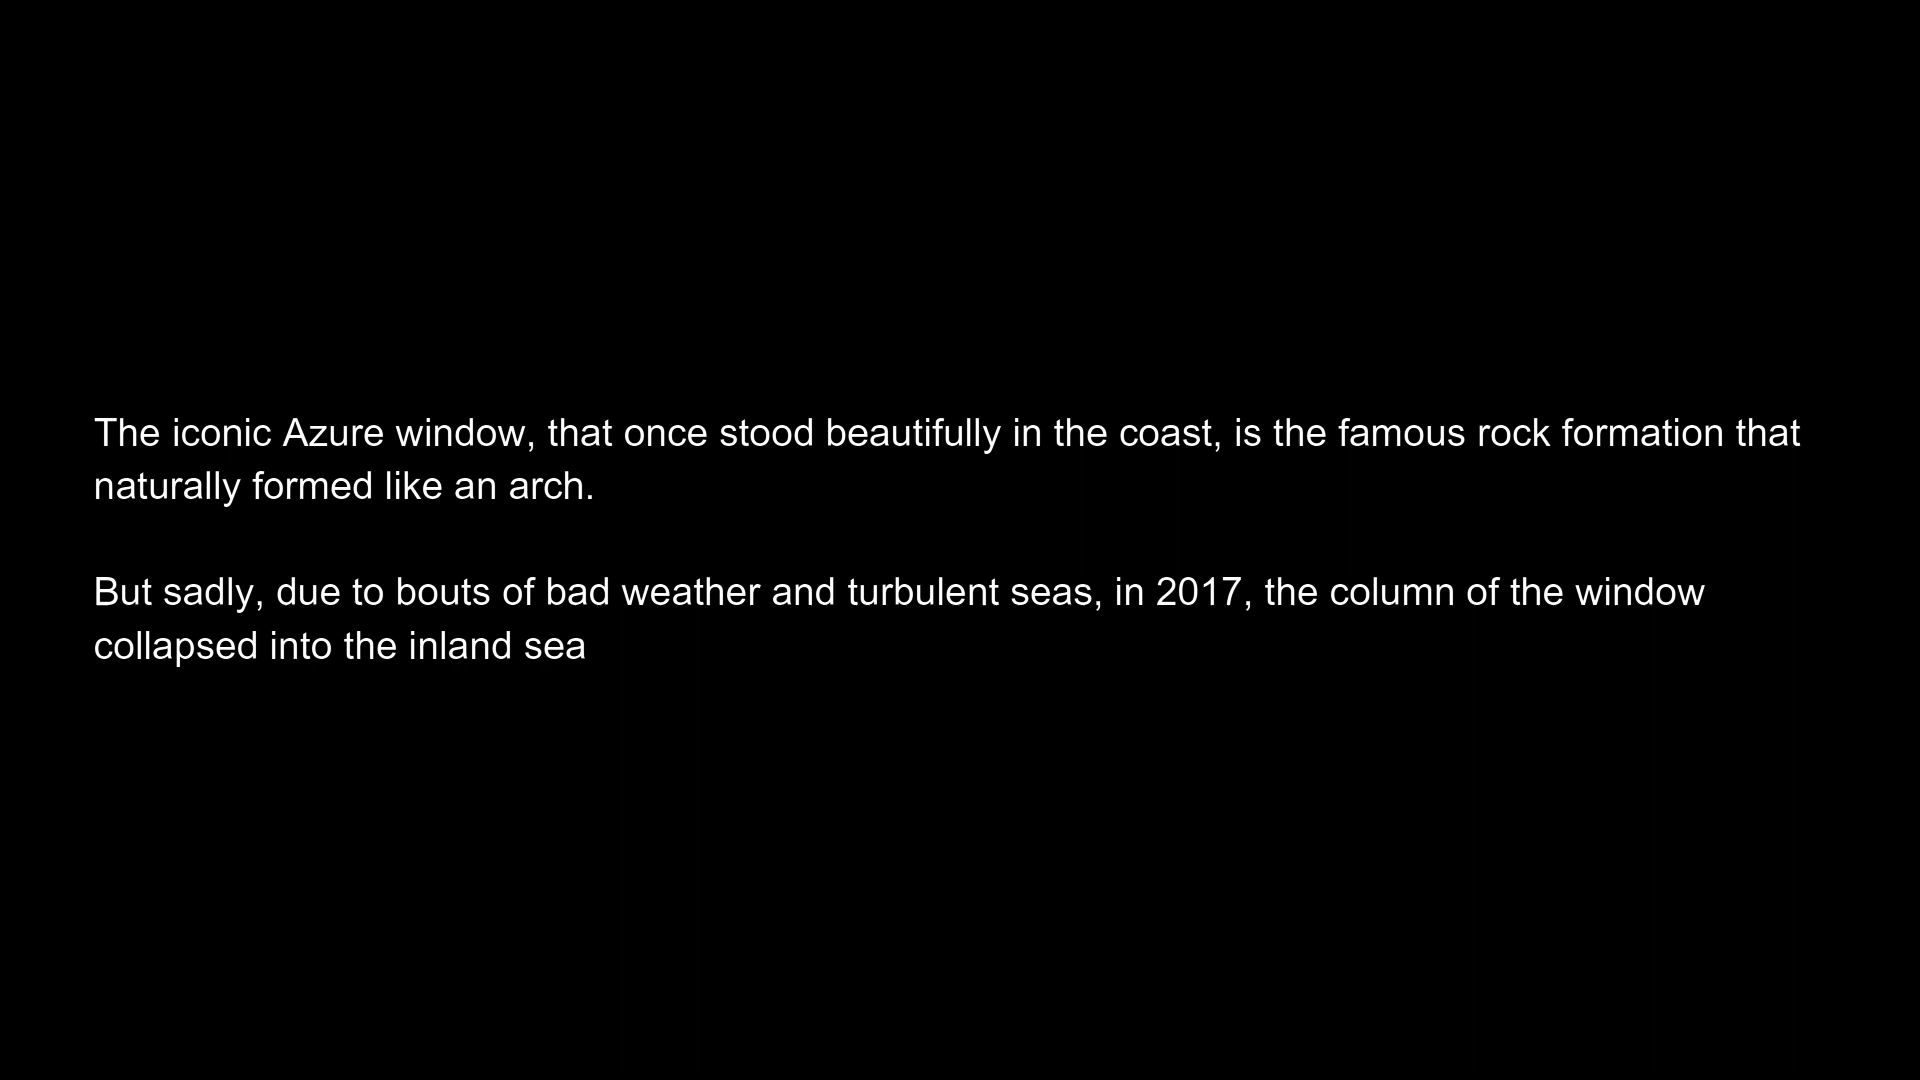 The iconic Azure window, that once stood beautifully in the coast, is the famous rock formation that
naturally formed like an arch.
But sadly, due to bouts of bad weather and turbulent seas, in 2017, the column of the window
collapsed into the inland sea